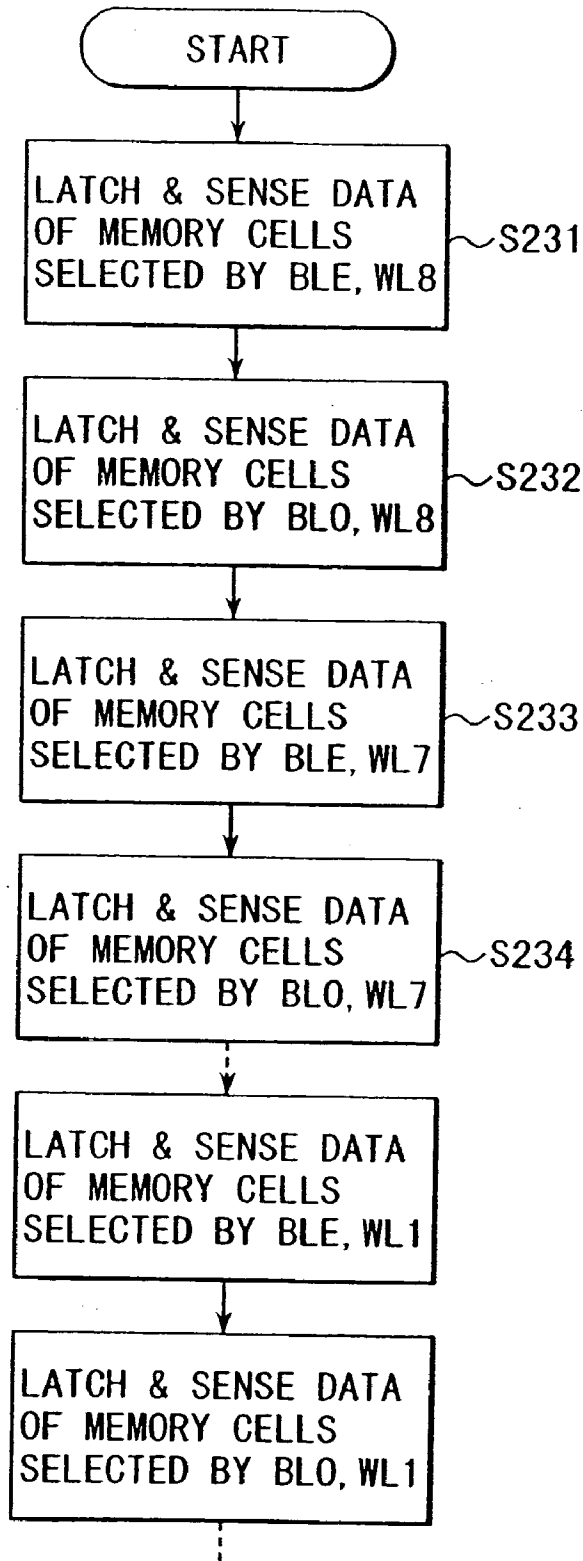 START
LATCH & SENSE DATA
OF MEMORY CELLS
SELECTED BY BLE, WL8
S231
LATCH & SENSE DATA
OF MEMORY CELLS
SELECTED BY BLO, WL8
S232
LATCH & SENSE DATA
OF MEMORY CELLS
SELECTED BY BLE, WL7
S233
LATCH & SENSE DATA
OF MEMORY CELLS
SELECTED BY BLO, WL7
S234
LATCH & SENSE DATA
OF MEMORY CELLS
SELECTED BY BLE, WL1
LATCH & SENSE DATA
OF MEMORY CELLS
SELECTED BY BLO, WL1